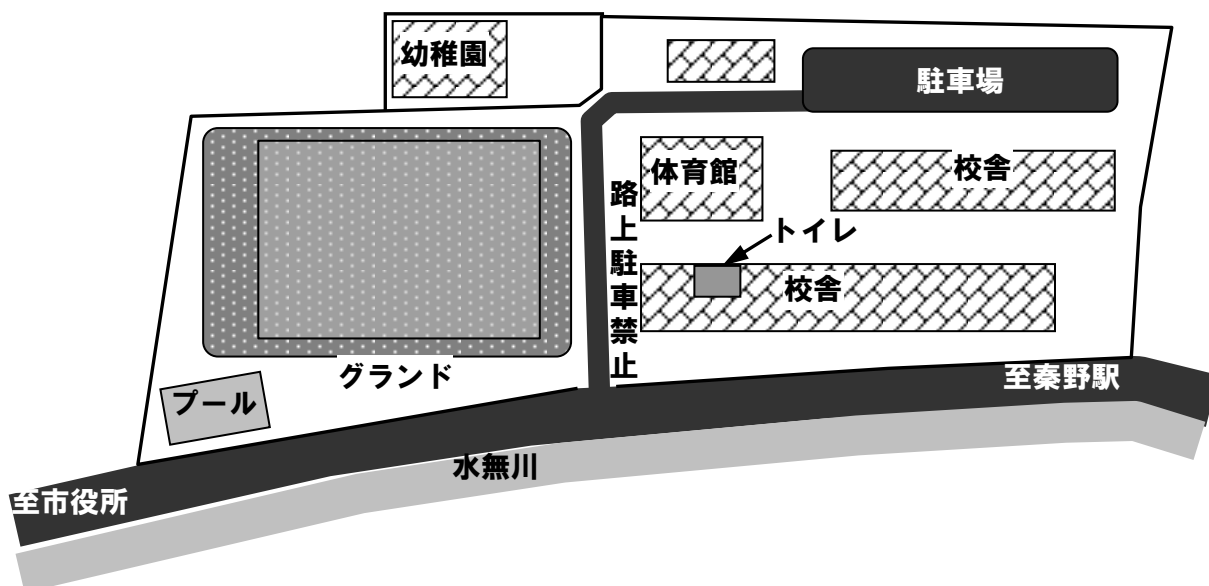 幼稚園
駐車場
体育館
校舎
路上駐車禁止
トイレ
校舎
グランド
至秦野駅
プール
水無川
至市役所